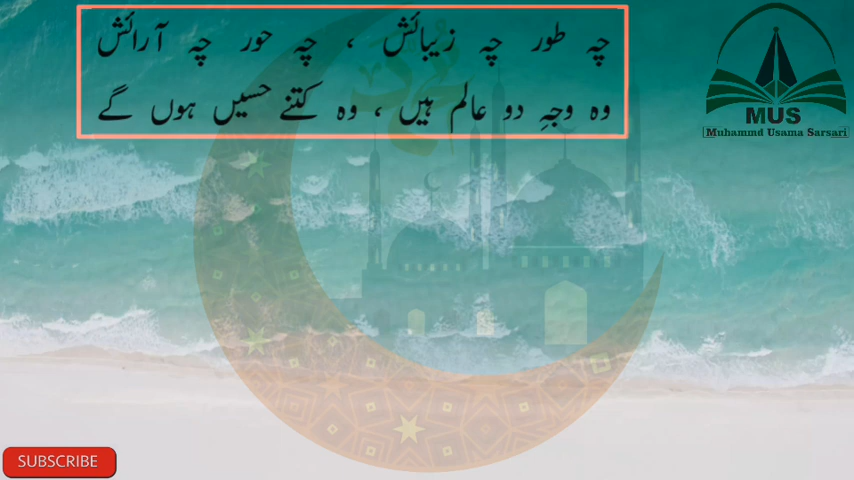 چہ طور چہ زیبائش ، چہ حور چہ آرائش
وہ وجہِ دو عالم ہیں ، وہ کتنے حسیں ہوں گے
MUS
Muhammd Usama Sarsari
SUBSCRIBE